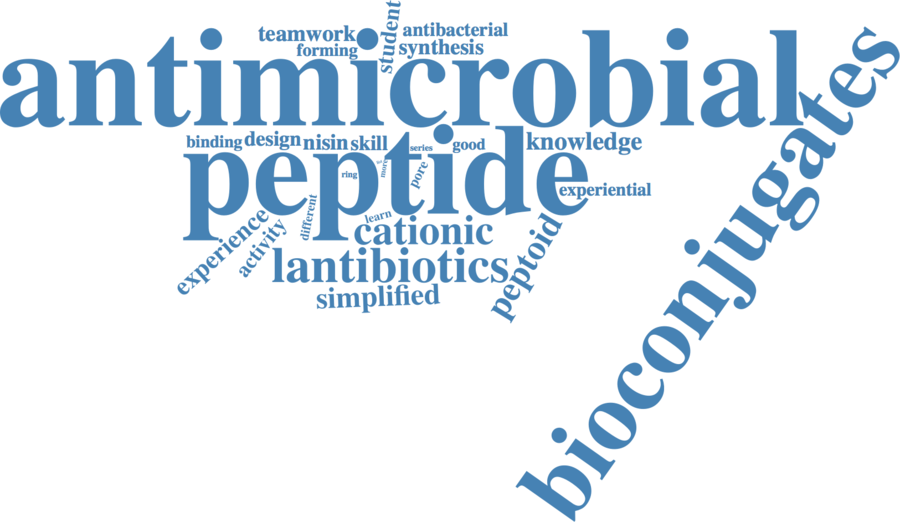 student
teamwork
antibacterial
forming
synthesis
antimicrobial
bioconjugates
binding
design
nisin
skill
series
good
knowledge
peptide
more
ring
pore
experiential
different
learn
experience
activity
cationic
peptoid
lantibiotics
simplified